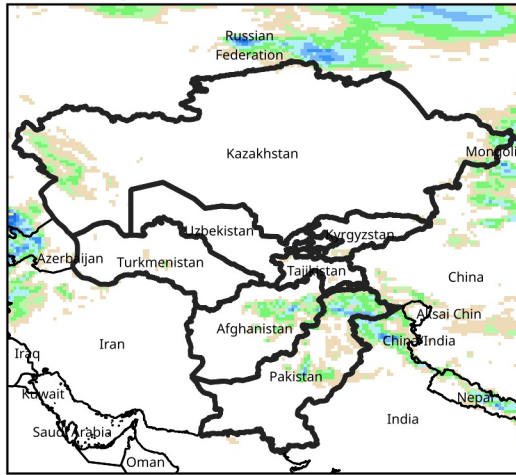 Russian
Federation
Mongoli
Kazakhstan
Uzbekistan
Kyrgyzstan
Azerbaijan
Turkmenistan
Tajikistan
China
Aksai Chin
Afghanistan
China/India
Iran
Iraq
Pakistan
Kuwait
Nepal
India
Saudi Arabia
Oman